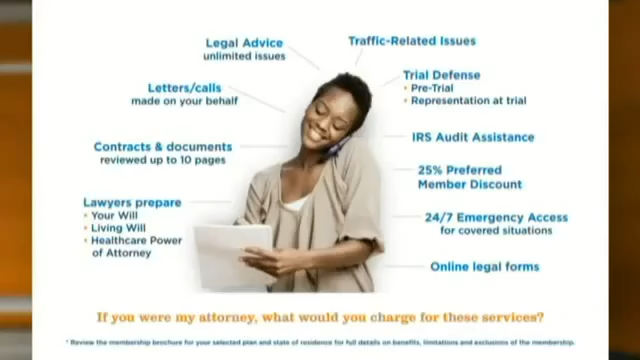 Legal Advice
unlimited issues
Letters/calls
made on your behalf
Contracts & documents
reviewed up to 10 pages
Lawyers prepare
• Your Will
• Living Will
• Healthcare Power
of Attorney
Traffic-Related Issues
Trial Defense
• Pre-Trial
• Representation at trial
IRS Audit Assistance
25% Preferred
Member Discount
24/7 Emergency Access
for covered situations
Online legal forms
If you were my attorney, what would you charge for these services?
* Review the membership brochure for your selected plan and state of residence for full details on benefits, limitations and exclusions of the membership.